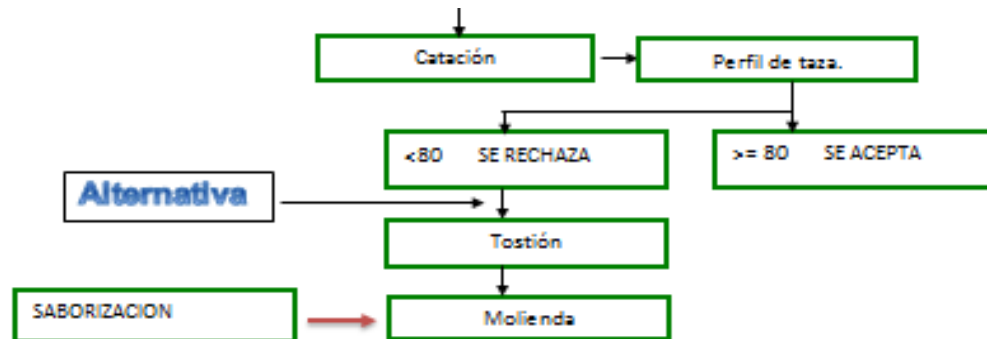 Catación
Perfil de taza.
<80 SE RECHAZA
>= 80 SE ACEPTA
Alternativa
Tostión
SABORIZACION
Molienda